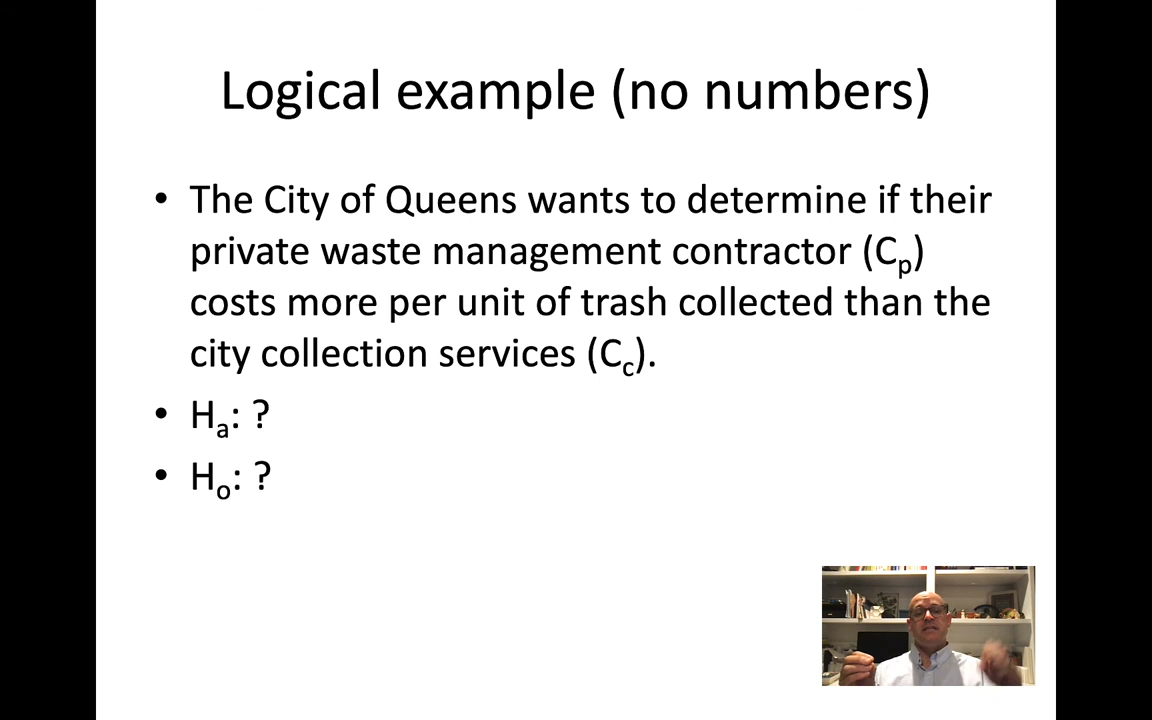 Logical example (no numbers)
• The City of Queens wants to determine if their
private waste management contractor (Cp)
costs more per unit of trash collected than the
city collection services (Cc).
• Ha: ?
• Ho: ?